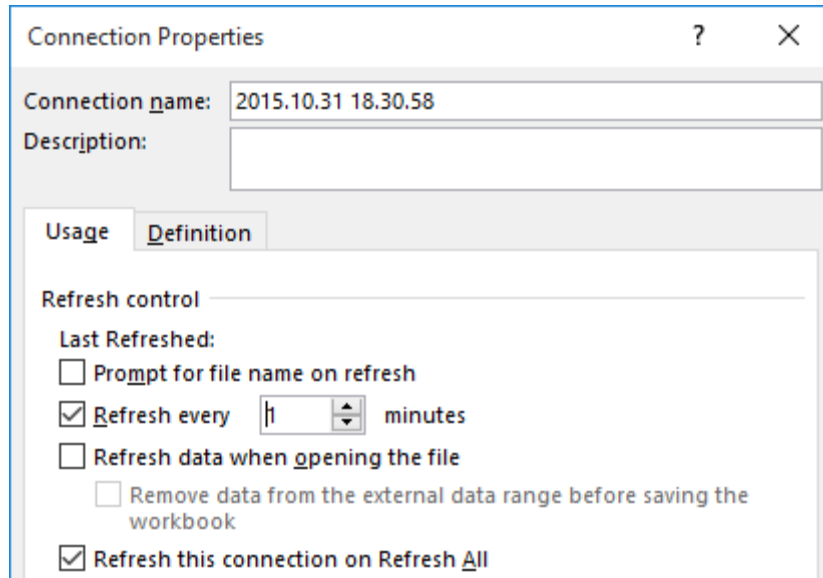 Connection Properties ?
Connection name: 2015.10.31 18.30.58
Description:
Usage Definition
Refresh control
Last Refreshed:
Prompt for file name on refresh
Refresh every 1 minutes
Refresh data when opening the file
Remove data from the external data range before saving the
workbook
Refresh this connection on Refresh All